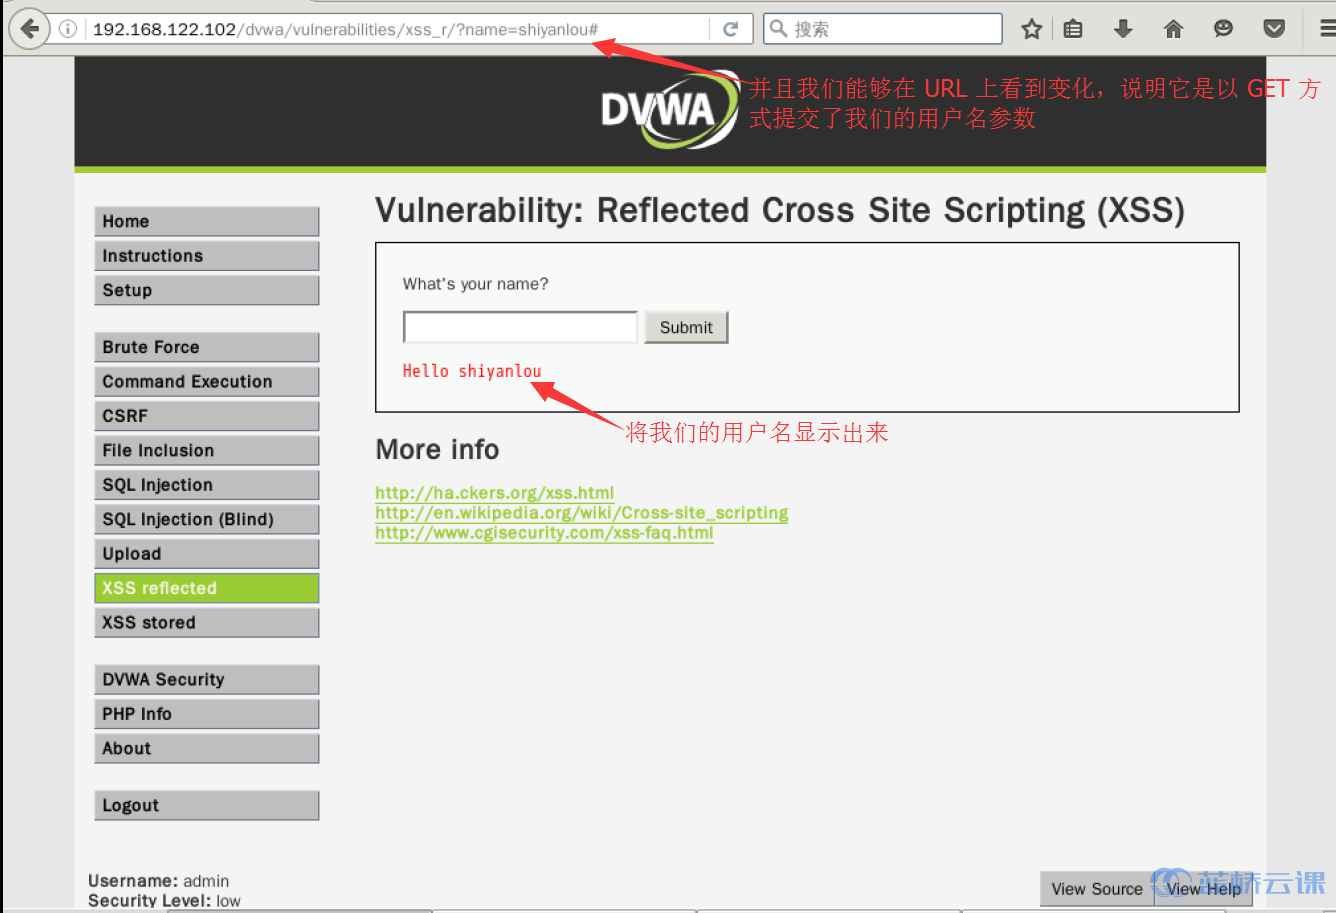 192.168.122.102/dvwa/vulnerabilities/xss_r/?name=shiyanlou#
搜索
DVWA
并且我们能够在 URL 上看到变化，说明它是以 GET 方
式提交了我们的用户名参数
Vulnerability: Reflected Cross Site Scripting (XSS)
Home
Instructions
Setup
Brute Force
Command Execution
CSRF
File Inclusion
SQL Injection
SQL Injection (Blind)
Upload
XSS reflected
XSS stored
DVWA Security
PHP Info
About
Logout
What's your name?
Submit
Hello shiyanlou
将我们的用户名显示出来
More info
http://ha.ckers.org/xss.html
http://en.wikipedia.org/wiki/Cross-site_scripting
http://www.cgisecurity.com/xss-faq.html
Username: admin
Security Level: low
View Source
View Help
蓝桥云课